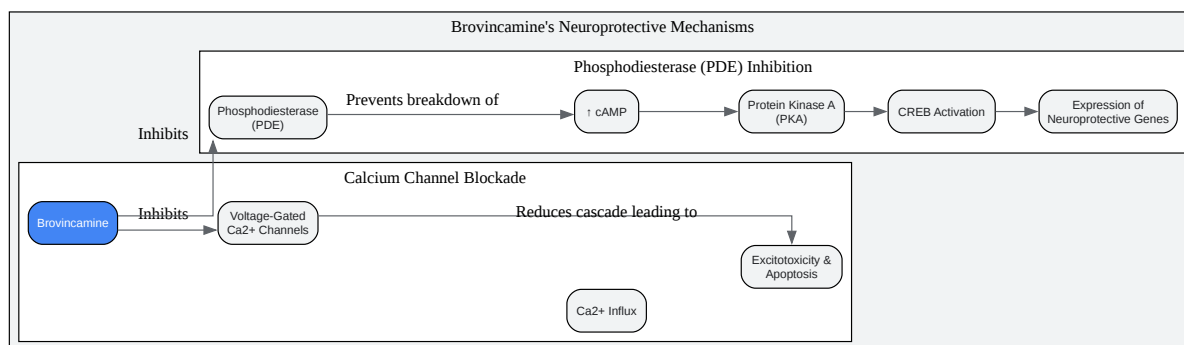 Brovincamine's Neuroprotective Mechanisms
Phosphodiesterase (PDE) Inhibition
Phosphodiesterase
(PDE)
Prevents breakdown of
↑ cAMP
Protein Kinase A
(PKA)
CREB Activation
Expression of
Neuroprotective Genes
Inhibits
Calcium Channel Blockade
Brovincamine
Inhibits
Voltage-Gated
Ca2+ Channels
Reduces cascade leading to
Excitotoxicity &
Apoptosis
Ca2+ Influx